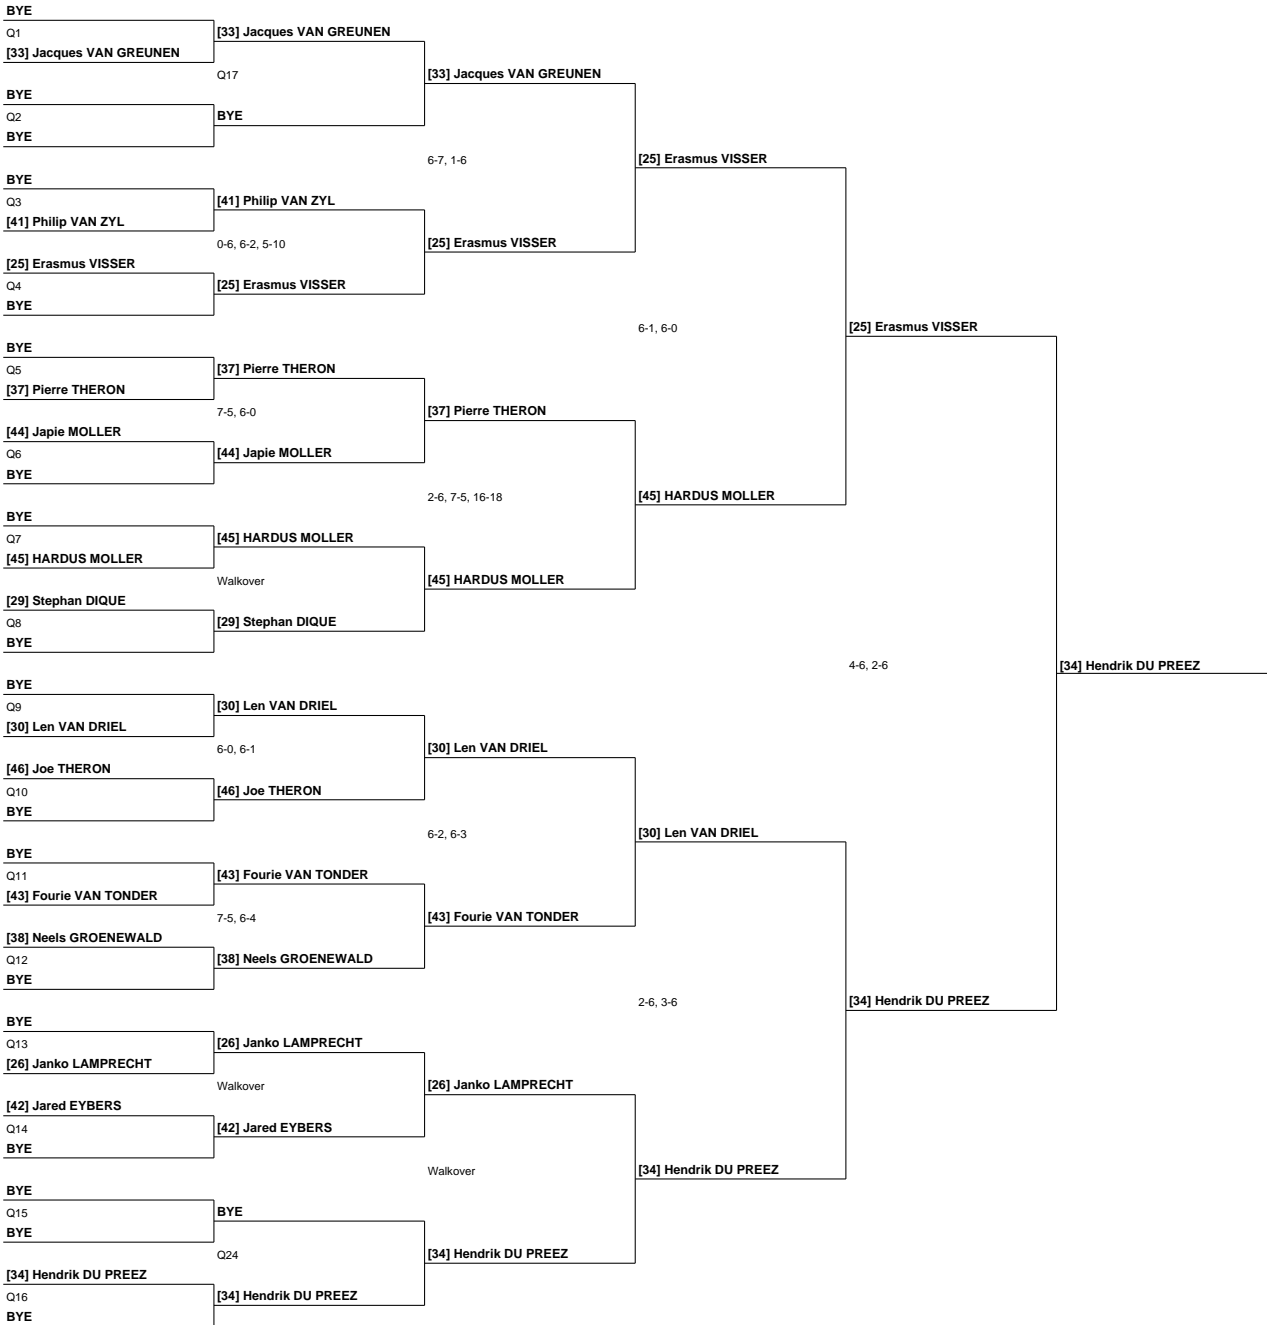 BYE
Q1
[33] Jacques VAN GREUNEN
[33] Jacques VAN GREUNEN
Q17
[33] Jacques VAN GREUNEN
BYE
Q2
BYE
BYE
6-7, 1-6
[25] Erasmus VISSER
BYE
Q3
[41] Philip VAN ZYL
[41] Philip VAN ZYL
0-6, 6-2, 5-10
[25] Erasmus VISSER
[25] Erasmus VISSER
Q4
[25] Erasmus VISSER
BYE
6-1, 6-0
[25] Erasmus VISSER
BYE
Q5
[37] Pierre THERON
[37] Pierre THERON
7-5, 6-0
[37] Pierre THERON
[44] Japie MOLLER
Q6
[44] Japie MOLLER
BYE
2-6, 7-5, 16-18
[45] HARDUS MOLLER
BYE
Q7
[45] HARDUS MOLLER
[45] HARDUS MOLLER
Walkover
[45] HARDUS MOLLER
[29] Stephan DIQUE
Q8
[29] Stephan DIQUE
BYE
4-6, 2-6
[34] Hendrik DU PREEZ
BYE
Q9
[30] Len VAN DRIEL
[30] Len VAN DRIEL
6-0, 6-1
[30] Len VAN DRIEL
[46] Joe THERON
Q10
[46] Joe THERON
BYE
6-2, 6-3
[30] Len VAN DRIEL
BYE
Q11
[43] Fourie VAN TONDER
[43] Fourie VAN TONDER
7-5, 6-4
[43] Fourie VAN TONDER
[38] Neels GROENEWALD
Q12
[38] Neels GROENEWALD
BYE
2-6, 3-6
[34] Hendrik DU PREEZ
BYE
Q13
[26] Janko LAMPRECHT
[26] Janko LAMPRECHT
Walkover
[26] Janko LAMPRECHT
[42] Jared EYBERS
Q14
[42] Jared EYBERS
BYE
Walkover
[34] Hendrik DU PREEZ
BYE
Q15
BYE
BYE
Q24
[34] Hendrik DU PREEZ
[34] Hendrik DU PREEZ
Q16
[34] Hendrik DU PREEZ
BYE